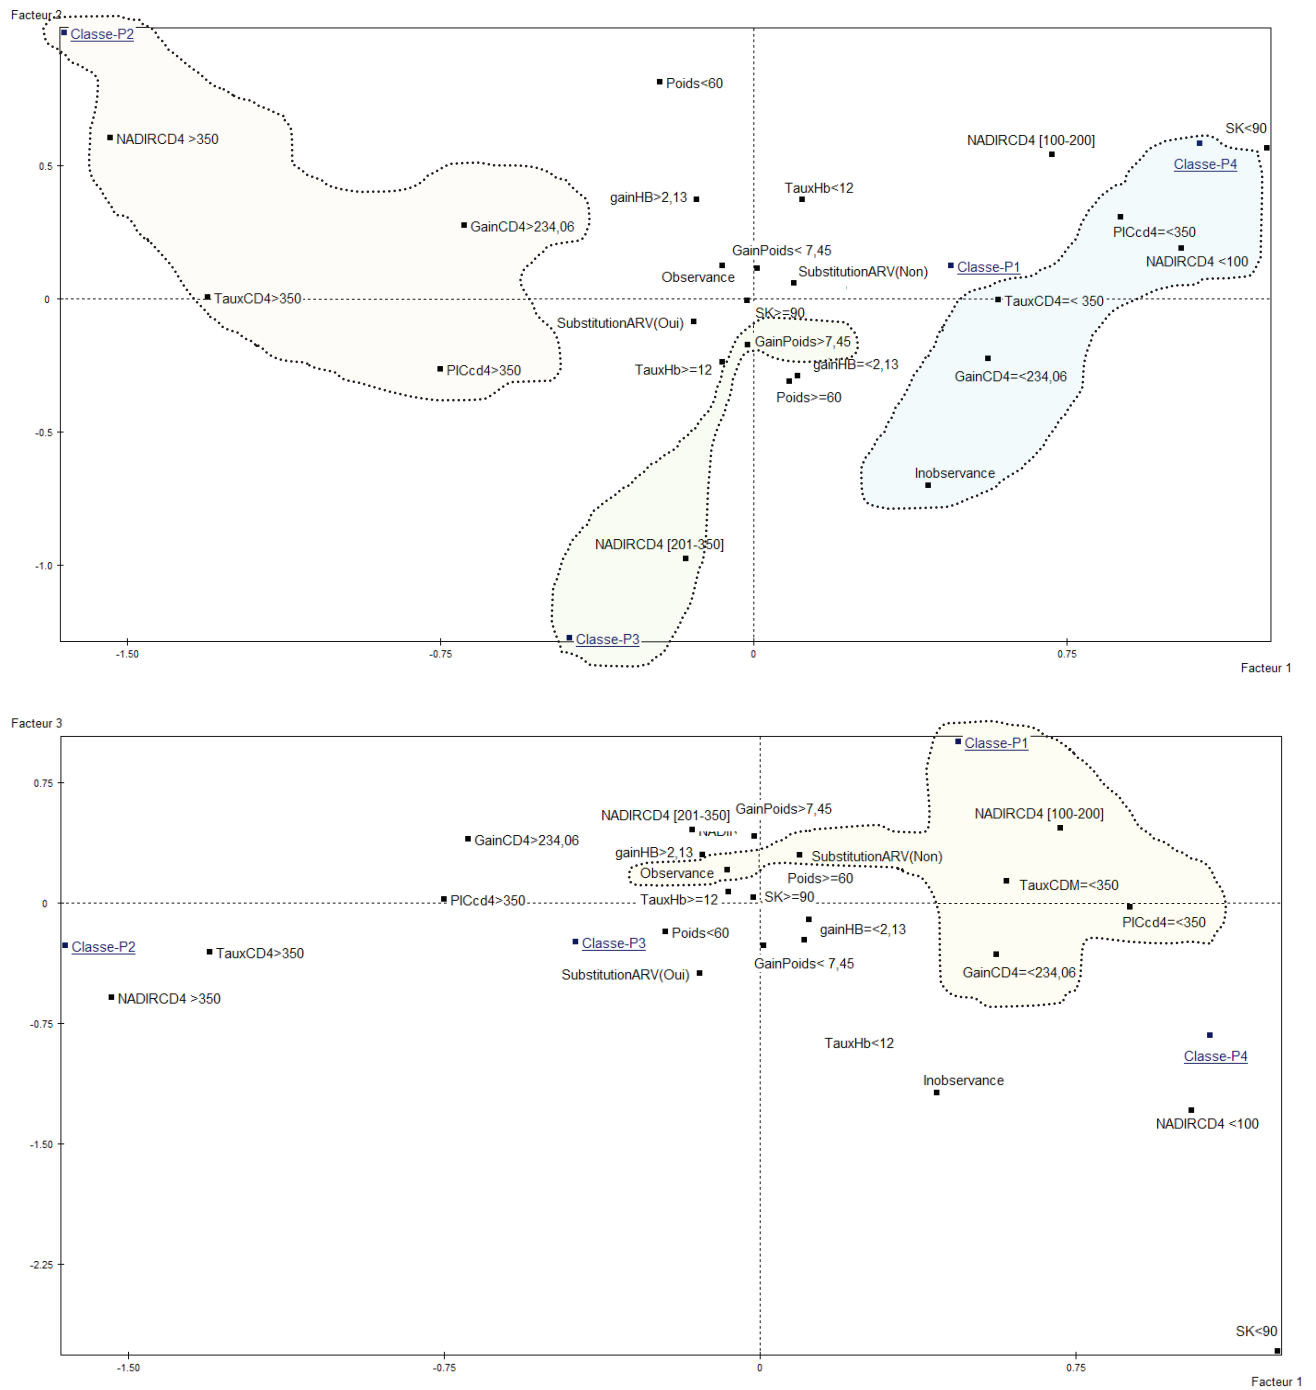 Facteur 2
Classe-P2
Poids<60
SK<90
NADIRCD4 >350
NADIRCD4 [100-200]
0.5
Classe-P4
TauxHb<12
gainHB>2,13
GainCD4>234,06
PICcd4=<350
GainPoids< 7,45
NADIRCD4 <100
Classe-P1
SubstitutionARV(Non)
Observance
0
TauxCD4>350
TauxCD4=< 350
SK>=90
SubstitutionARV(Oui)
GainPoids>7,45
gainHB=<2,13
TauxHb>=12
PICcd4>350
GainCD4=<234,06
Poids>=60
-0.5
Inobservance
NADIRCD4 [201-350]
-1.0
Classe-P3
-1.50
-0.75
0
0.75
Facteur 1
Facteur 3
Classe-P1
0.75
GainPoids>7,45
NADIRCD4 [201-350]
NADIRCD4 [100-200]
GainCD4>234,06
gainHB>2,13
SubstitutionARV(Non)
Observance
Poids>=60
TauxCDM=<350
PICcd4>350
TauxHb>=12
SK>=90
0
PICcd4=<350
Poids<60
gainHB=<2,13
Classe-P2
Classe-P3
TauxCD4>350
GainPoids< 7,45
SubstitutionARV(Oui)
GainCD4=<234,06
NADIRCD4 >350
-0.75
TauxHb<12
Classe-P4
Inobservance
NADIRCD4 <100
-1.50
-2.25
SK<90
-1.50
-0.75
0
0.75
Facteur 1